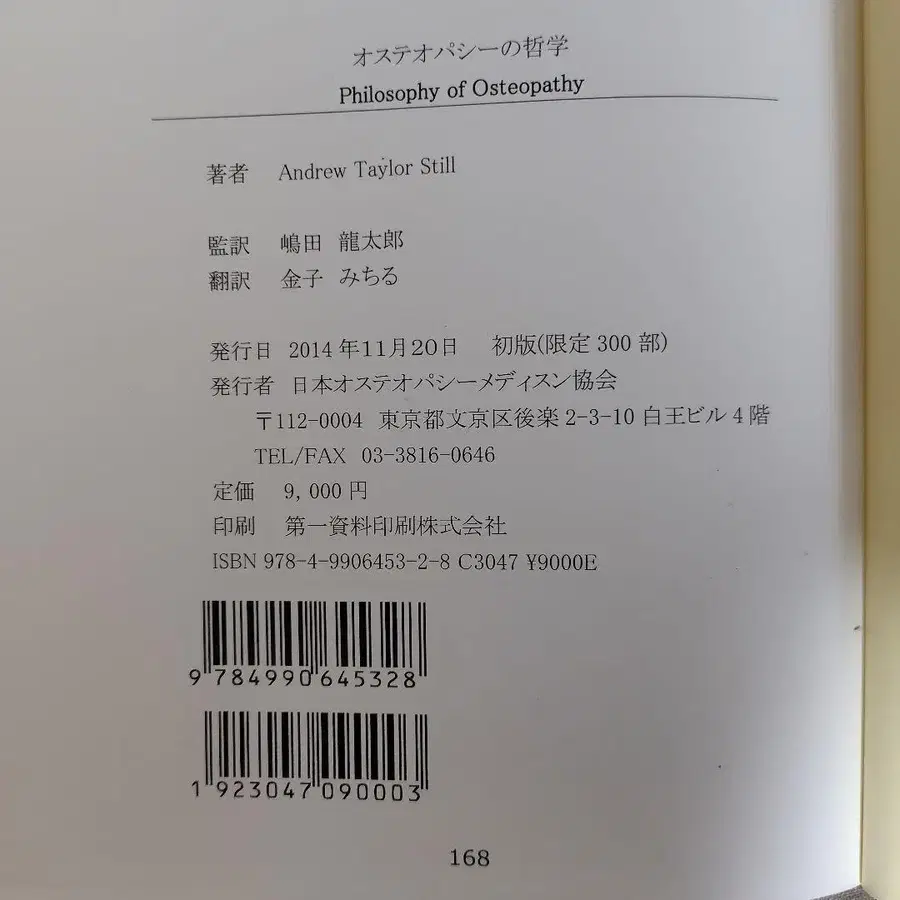 オステオパシーの哲学
Philosophy of Osteopathy
著者 Andrew Taylor Still
監訳 嶋田 龍太郎
翻訳 金子 みちる
発行日 2014年11月20日 初版(限定300部)
発行者 日本オステオパシーメディスン協会
〒112-0004 東京都文京区後楽2-3-10 白王ビル4階
TEL/FAX 03-3816-0646
定価 9,000円
印刷 第一資料印刷株式会社
ISBN 978-4-9906453-2-8 C3047 ¥9000E
9 784990 645328
1 923047 090003
168